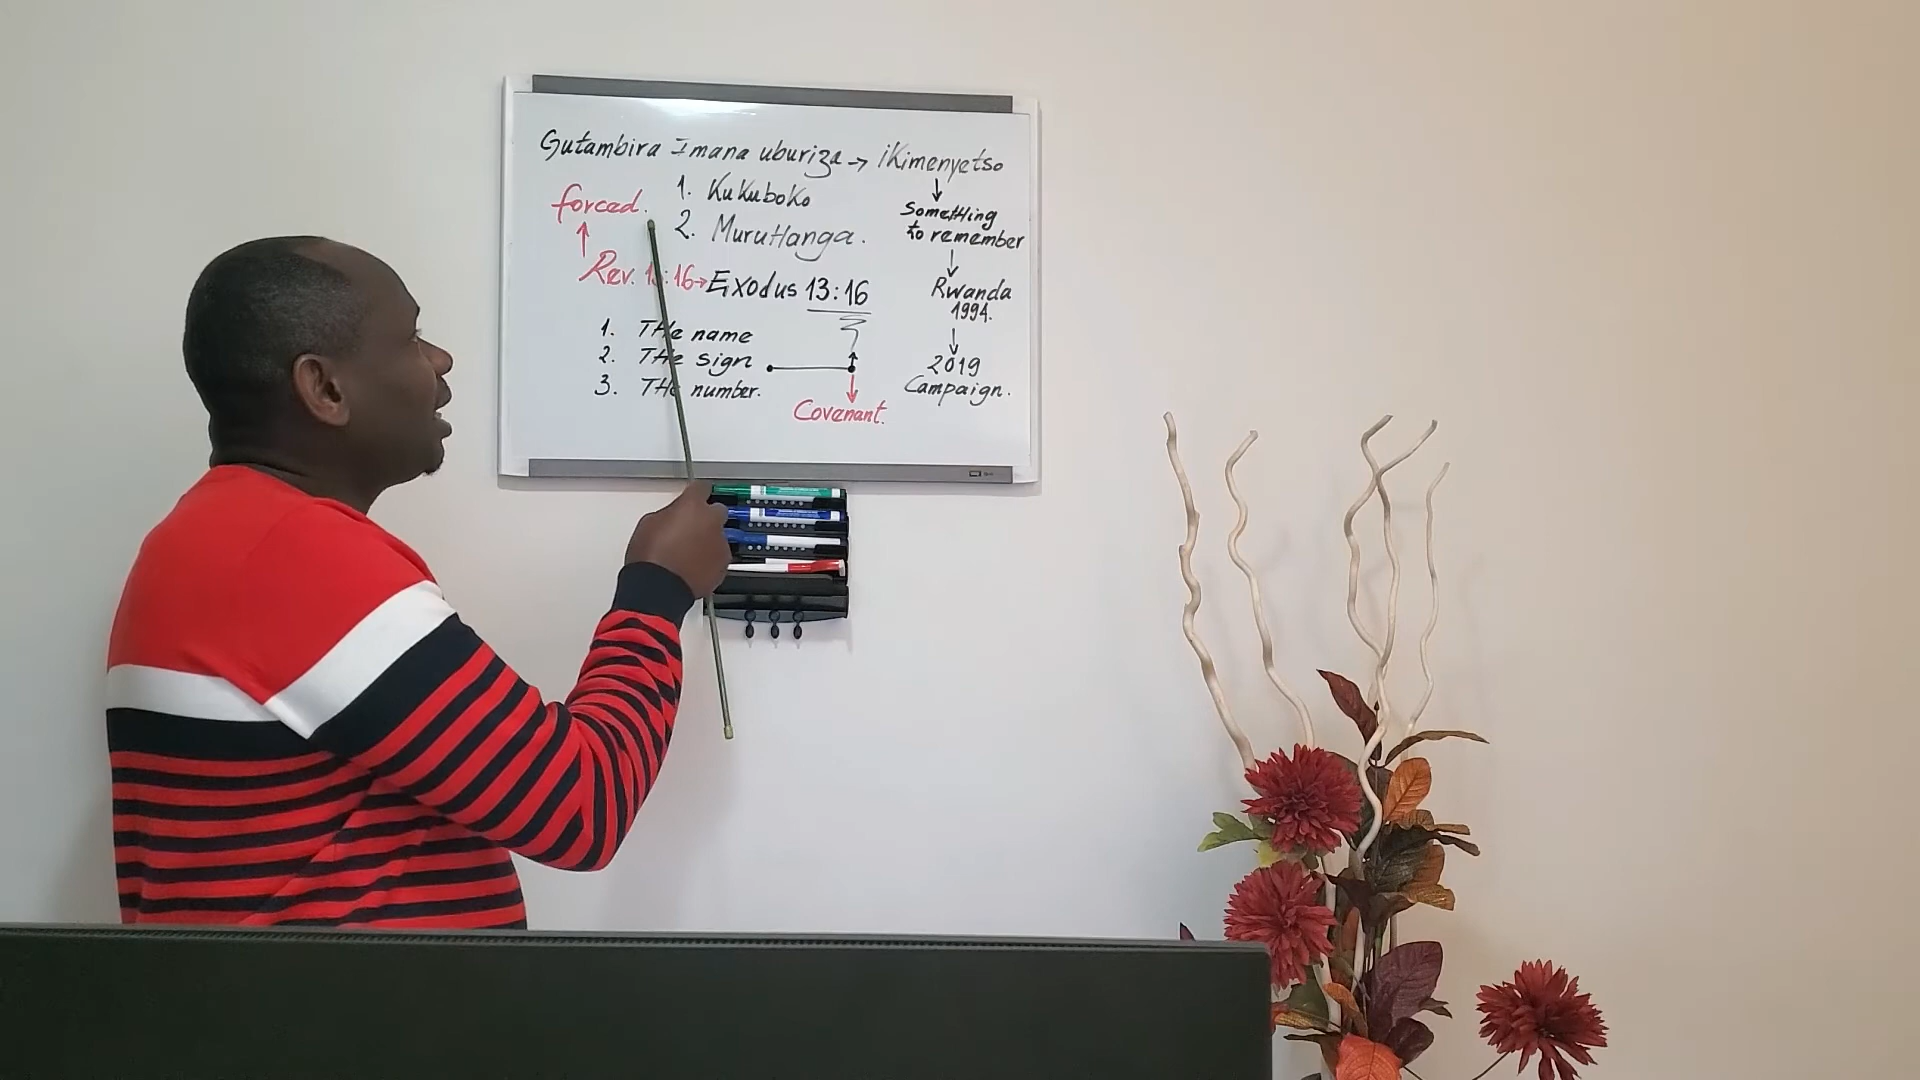 Gutambira Imana uburiza → ikimenyetso
1. Kukuboko
2. MuruHanga.
forced.
Rev. 13:16 → Exodus 13:16
1. THe name
2. THe sign
3. THe number.
Covenant.
SometHing
to remember
Rwanda
1994.
2019
Campaign.